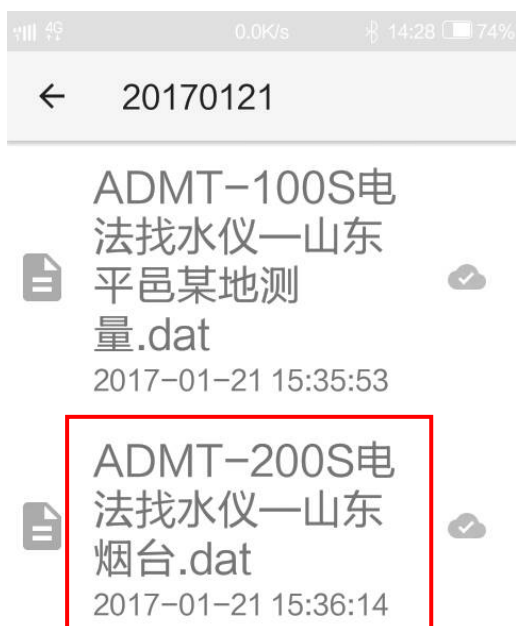 4G 0.0K/s 14:28 74%
20170121
ADMT-100S电
法找水仪—山东
平邑某地测
量.dat
2017-01-21 15:35:53
ADMT-200S电
法找水仪—山东
烟台.dat
2017-01-21 15:36:14